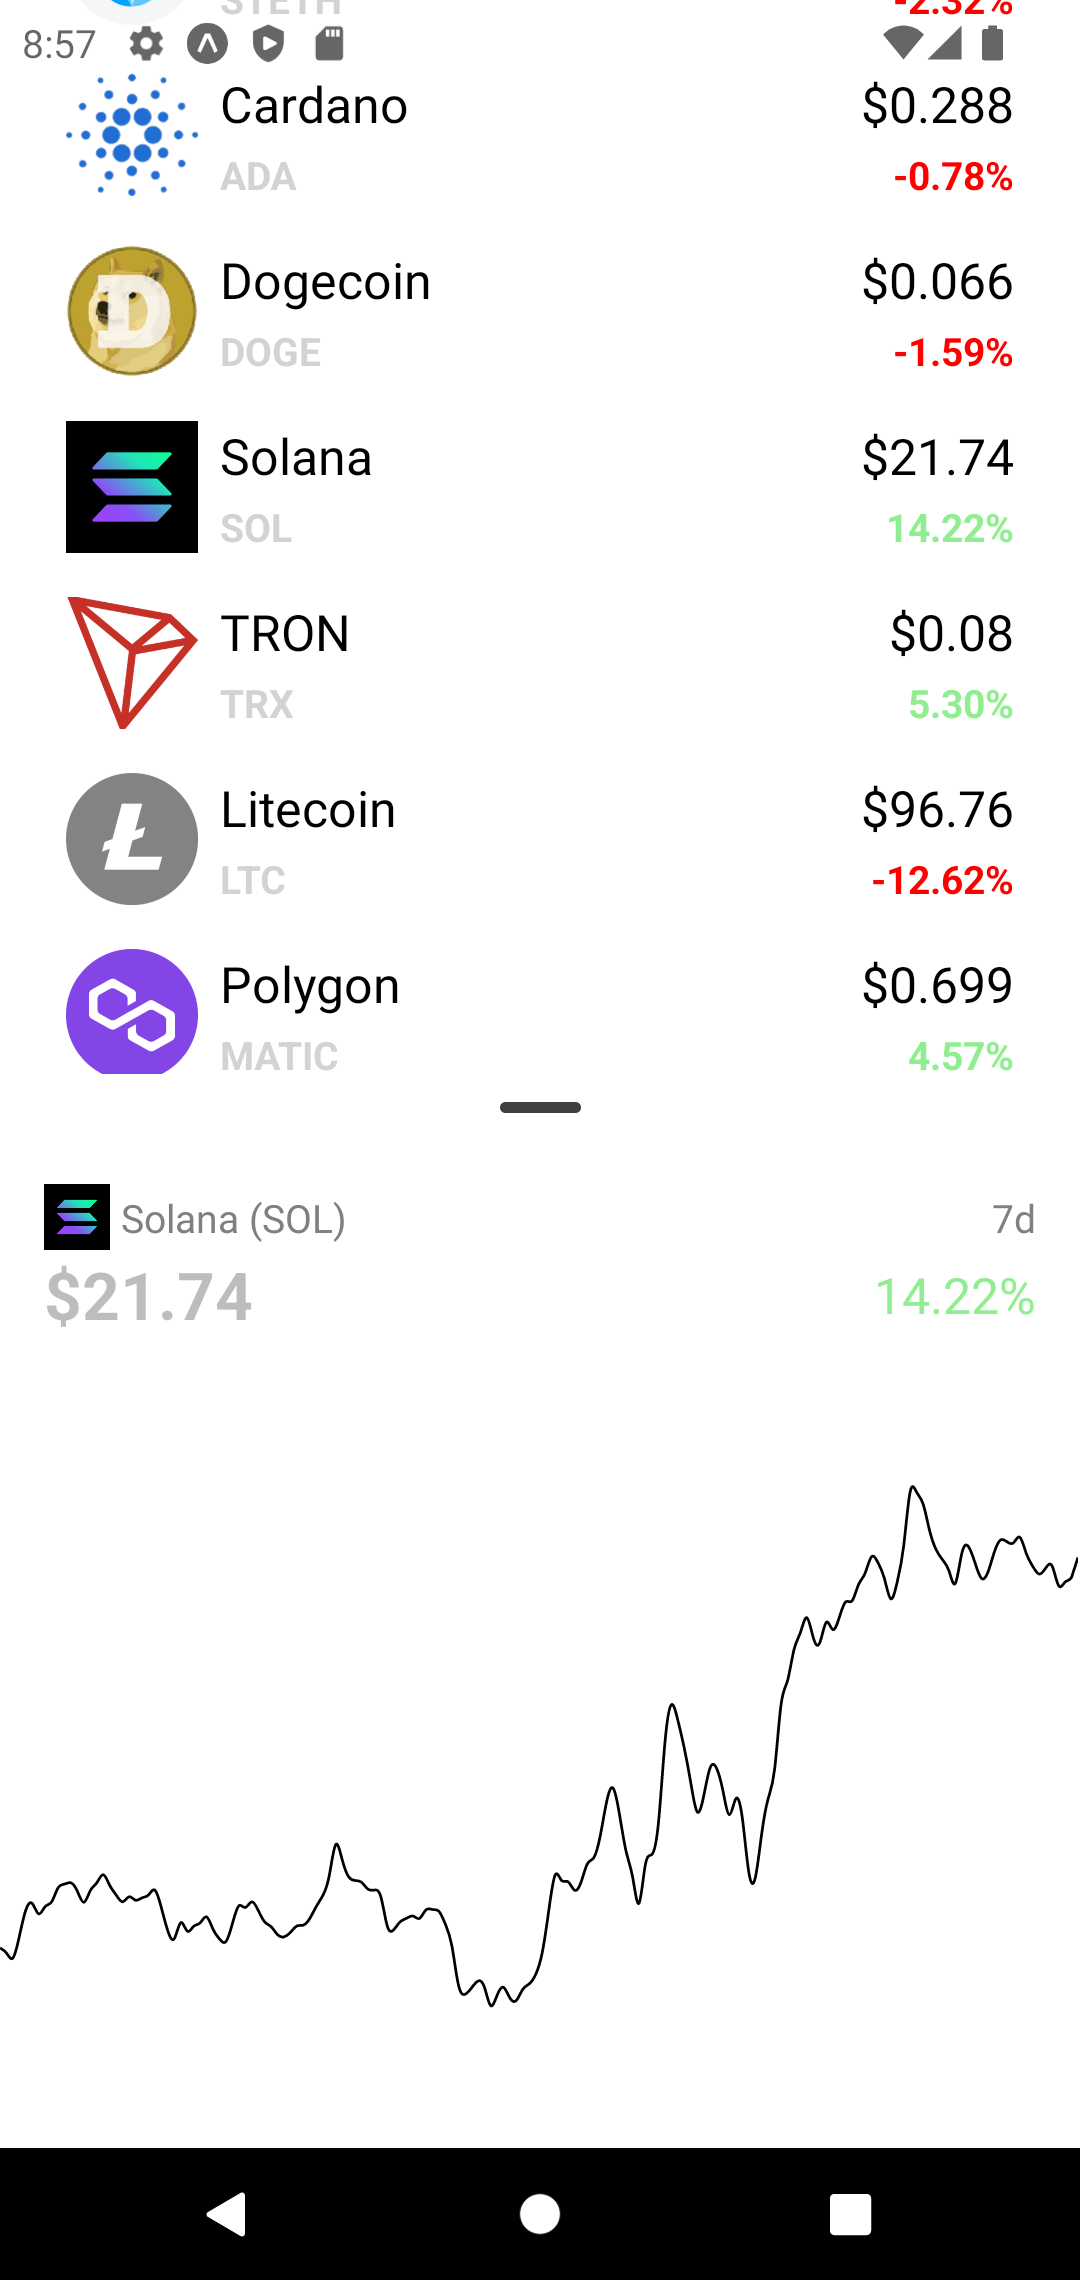 STETH -2.32%
8:57
Cardano $0.288
ADA -0.78%
Dogecoin $0.066
DOGE -1.59%
Solana $21.74
SOL 14.22%
TRON $0.08
TRX 5.30%
Litecoin $96.76
LTC -12.62%
Polygon $0.699
MATIC 4.57%
Solana (SOL) 7d
$21.74 14.22%